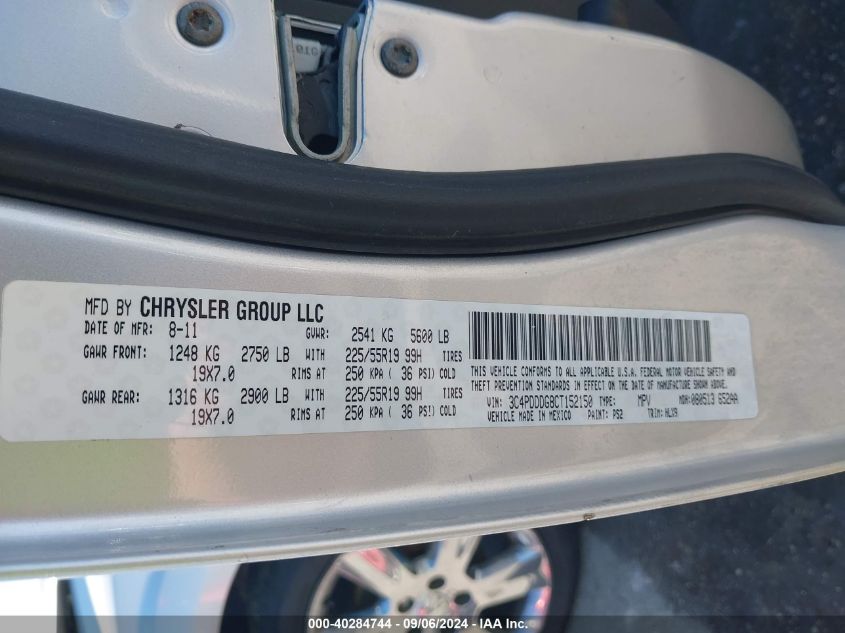 MFD BY CHRYSLER GROUP LLC
DATE OF MFR: 8-11 GVWR: 2541 KG 5600 LB
GAWR FRONT: 1248 KG 2750 LB WITH 225/55R19 99H TIRES
19X7.0 RIMS AT 250 KPA ( 36 PSI) COLD
GAWR REAR: 1316 KG 2900 LB WITH 225/55R19 99H TIRES
19X7.0 RIMS AT 250 KPA ( 36 PSI) COLD
THIS VEHICLE CONFORMS TO ALL APPLICABLE U.S.A. FEDERAL MOTOR VEHICLE SAFETY AND
THEFT PREVENTION STANDARDS IN EFFECT ON THE DATE OF MANUFACTURE SHOWN ABOVE.
VIN: 3C4PDDDG8CT152150 TYPE: MPV MDH: 080513 652AA
VEHICLE MADE IN MEXICO PAINT: PS2 TRIM: HLX9
000-40284744 - 09/06/2024 - IAA Inc.